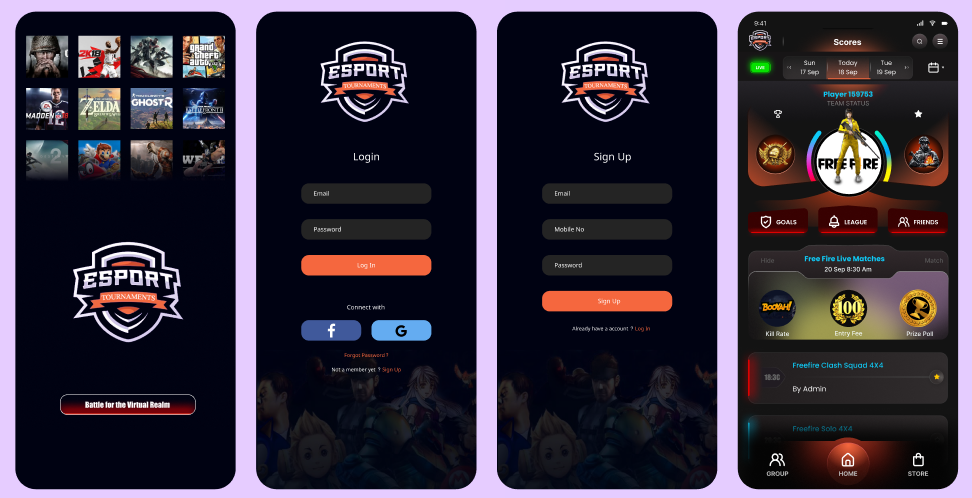 2K19
grand
theft
auto
MADDEN
ZELDA
GHOST R
ESPORT
TOURNAMENTS
Battle for the Virtual Realm
ESPORT
TOURNAMENTS
Login
Email
Password
Log In
Connect with
f
G
Forgot Password ?
Not a member yet ? Sign Up
ESPORT
TOURNAMENTS
Sign Up
Email
Mobile No
Password
Sign Up
Already have a account ? Log In
9:41
ESPORT
Scores
LIVE
Sun
17 Sep
Today
18 Sep
Tue
19 Sep
Player 159753
TEAM STATUS
FREE FIRE
GOALS
LEAGUE
FRIENDS
Hide
Free Fire Live Matches
Match
20 Sep 8:30 Am
BOOYAH!
100
Kill Rate
Entry Fee
Prize Poll
Freefire Clash Squad 4X4
18:30
By Admin
Freefire Solo 4X4
GROUP
HOME
STORE